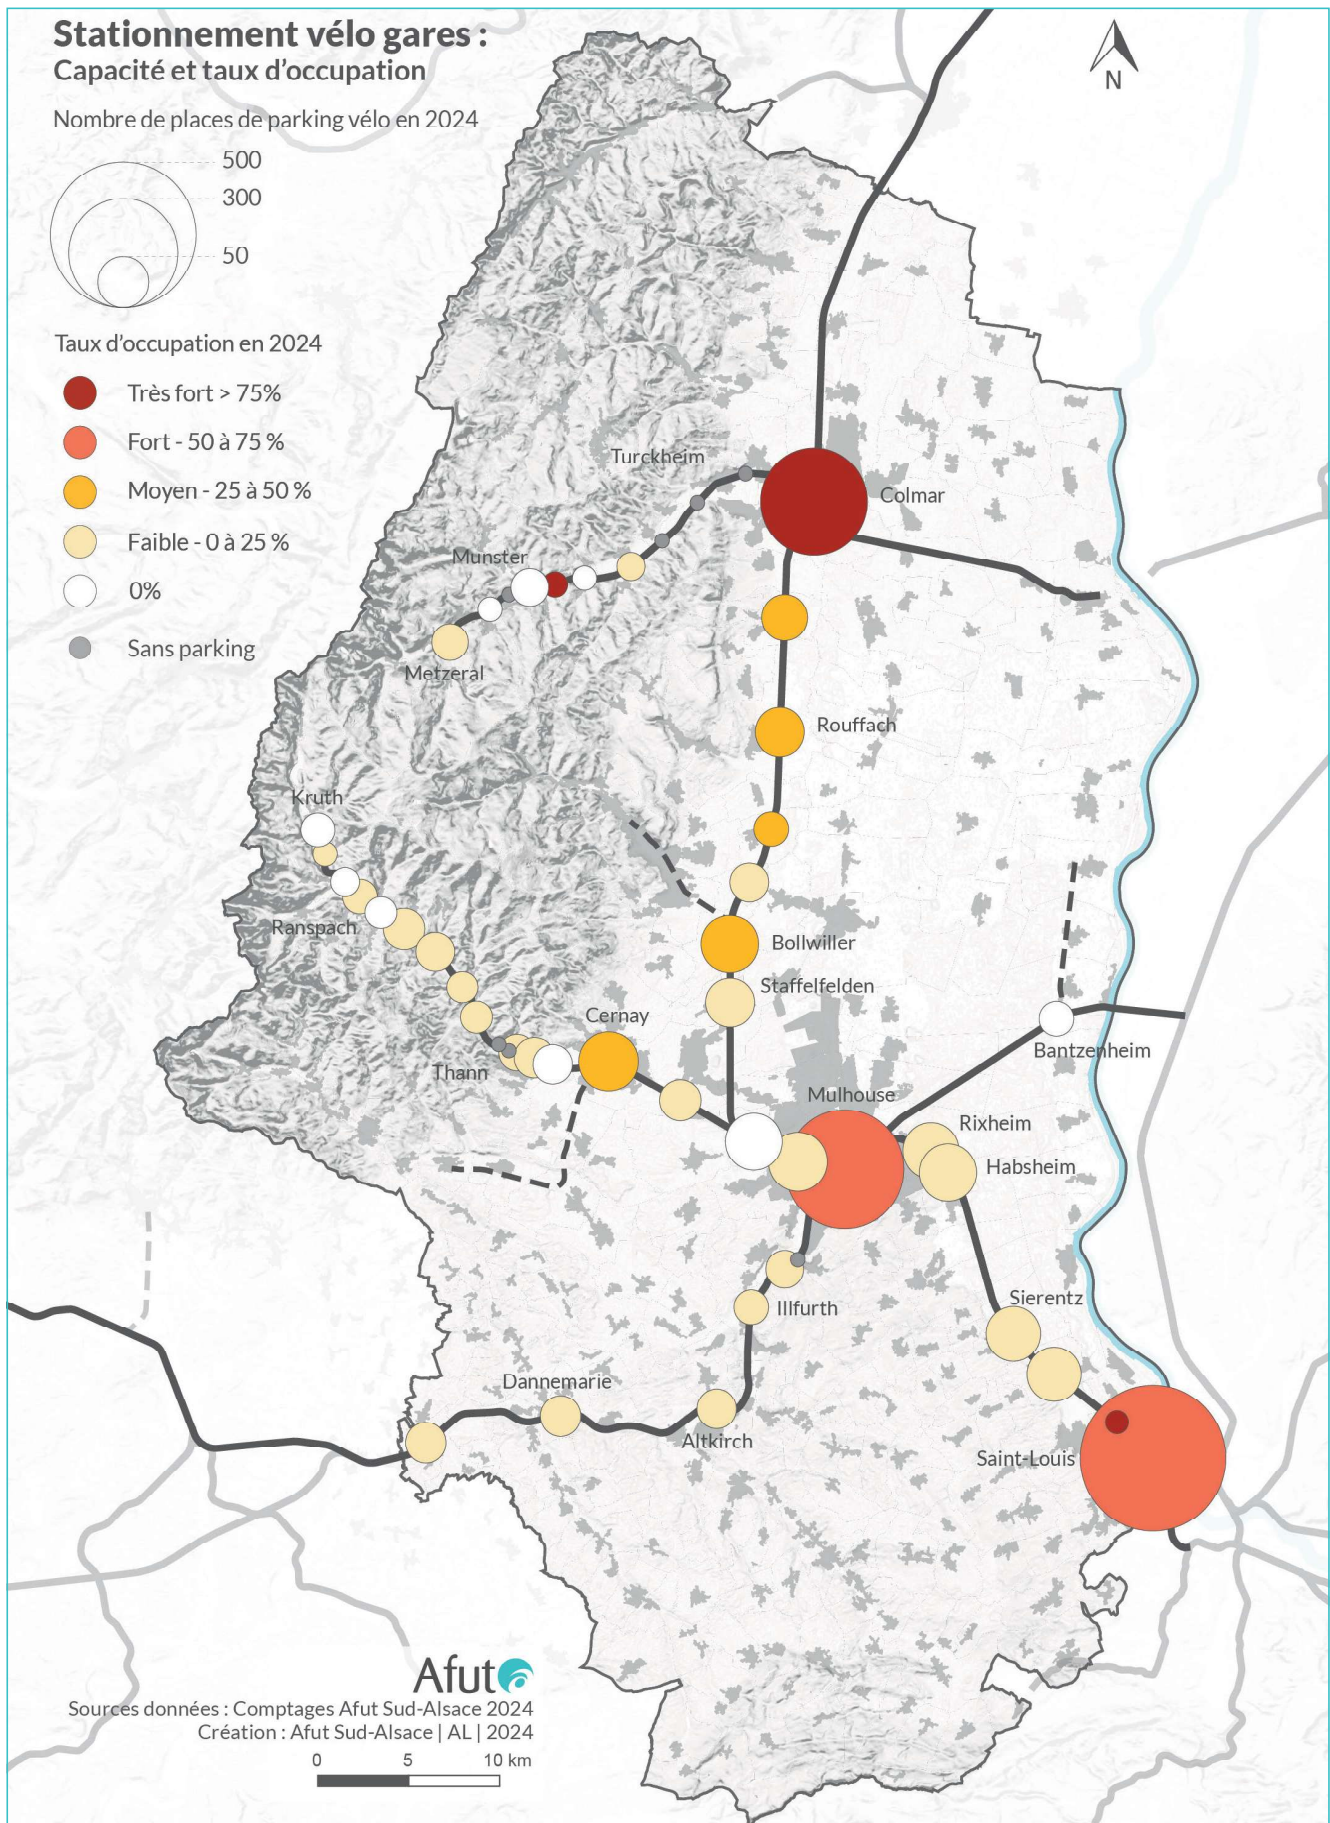 Stationnement vélo gares :
Capacité et taux d'occupation
Nombre de places de parking vélo en 2024
500
300
50
Taux d'occupation en 2024
Très fort > 75%
Fort - 50 à 75 %
Moyen - 25 à 50 %
Faible - 0 à 25 %
0%
Sans parking
N
Turckheim
Colmar
Munster
Metzeral
Rouffach
Kruth
Ranspach
Bollwiller
Staffelfelden
Cernay
Thann
Bantzenheim
Mulhouse
Rixheim
Habsheim
Sierentz
Illfurth
Dannemarie
Altkirch
Saint-Louis
Afut
Sources données : Comptages Afut Sud-Alsace 2024
Création : Afut Sud-Alsace | AL | 2024
0 5 10 km